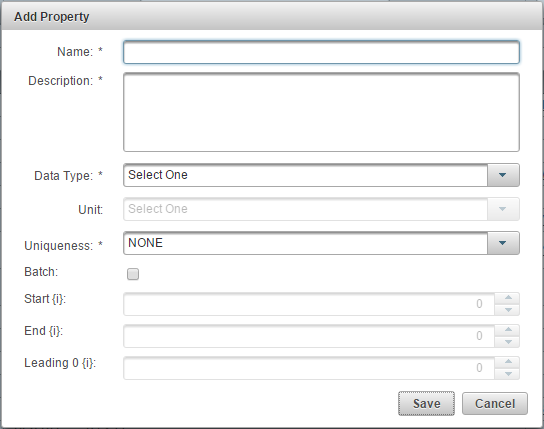 Add Property
Name: *
Description: *
Data Type: * Select One
Unit: Select One
Uniqueness: * NONE
Batch:
Start {i}: 0
End {i}: 0
Leading 0 {i}: 0
Save Cancel